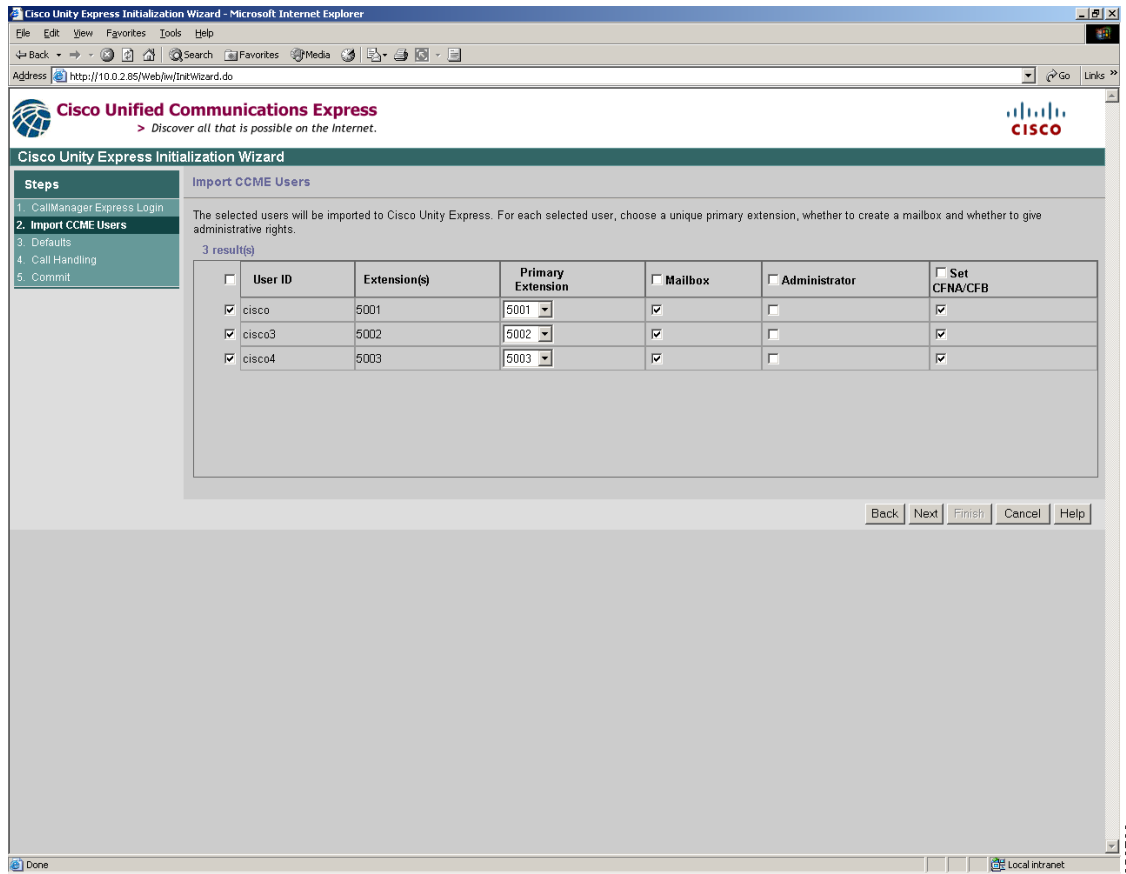 Cisco Unity Express Initialization Wizard - Microsoft Internet Explorer
File Edit View Favorites Tools Help
Back Search Favorites Media
Address http://10.0.2.85/Web/iw/InitWizard.do Go Links »
Cisco Unified Communications Express
> Discover all that is possible on the Internet.
CISCO
Cisco Unity Express Initialization Wizard
Steps
1. CallManager Express Login
2. Import CCME Users
3. Defaults
4. Call Handling
5. Commit
Import CCME Users
The selected users will be imported to Cisco Unity Express. For each selected user, choose a unique primary extension, whether to create a mailbox and whether to give
administrative rights.
3 result(s)
User ID Extension(s) Primary Extension Mailbox Administrator Set CFNA/CFB
cisco 5001 5001
cisco3 5002 5002
cisco4 5003 5003
Back Next Finish Cancel Help
Done Local intranet